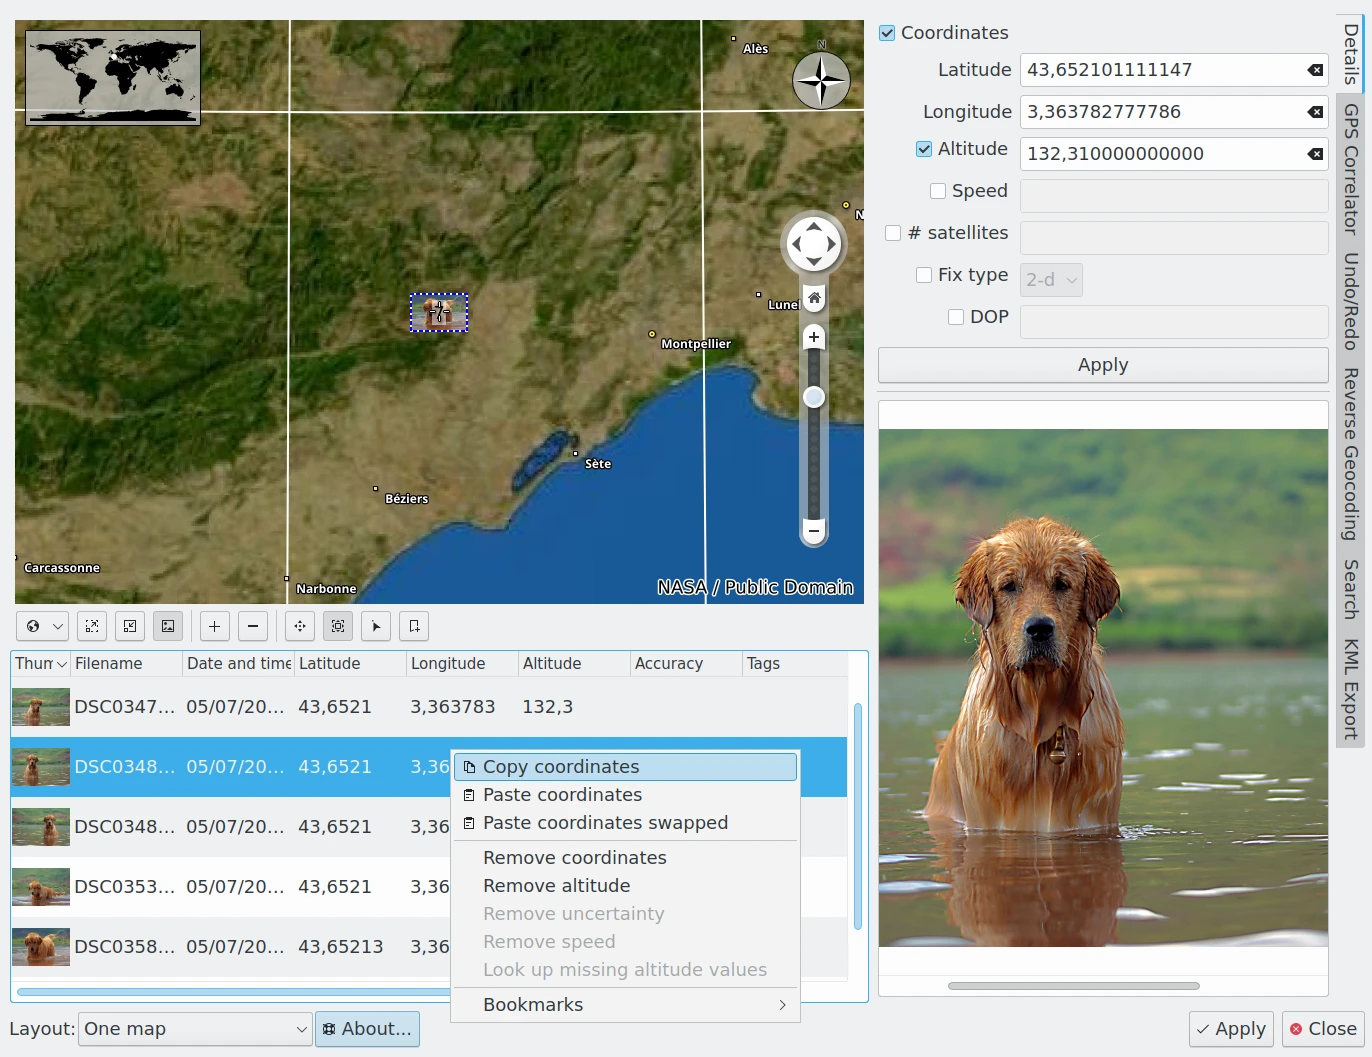 Alès
N
N
Lunel
Montpellier
Sète
Béziers
Carcassonne
Narbonne
NASA / Public Domain
Coordinates
Latitude 43,652101111147
Longitude 3,363782777786
Altitude 132,310000000000
Speed
# satellites
Fix type 2-d
DOP
Apply
Details
GPS Correlator
Undo/Redo
Reverse Geocoding
Search
KML Export
Thum Filename Date and time Latitude Longitude Altitude Accuracy Tags
DSC0347... 05/07/20... 43,6521 3,363783 132,3
DSC0348... 05/07/20... 43,6521 3,36
DSC0348... 05/07/20... 43,6521 3,36
DSC0353... 05/07/20... 43,6521 3,36
DSC0358... 05/07/20... 43,65213 3,36
Copy coordinates
Paste coordinates
Paste coordinates swapped
Remove coordinates
Remove altitude
Remove uncertainty
Remove speed
Look up missing altitude values
Bookmarks
Layout: One map About...
Apply Close